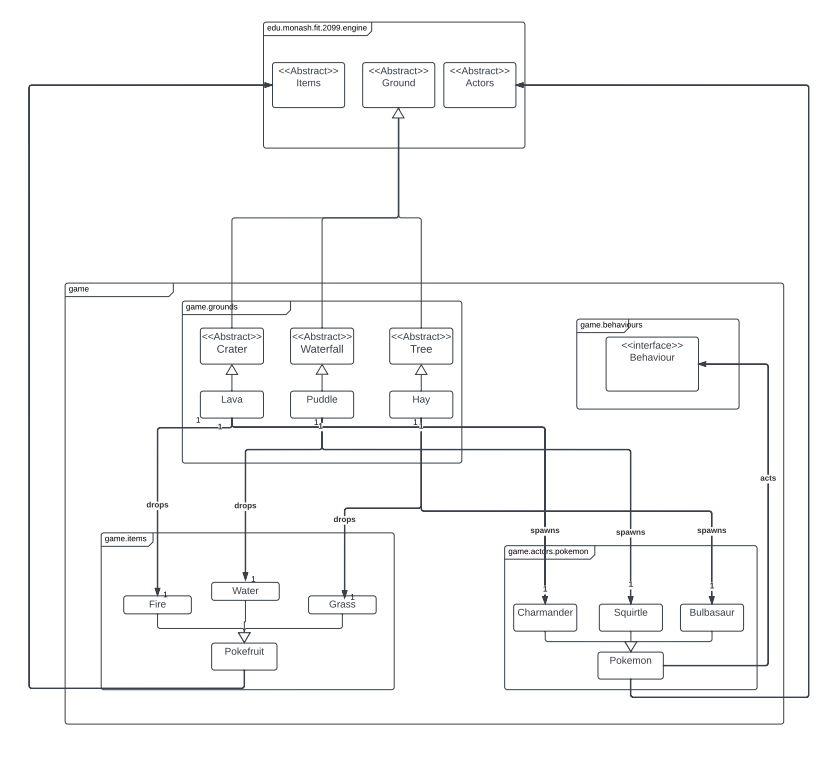 edu.monash.fit.2099.engine
<<Abstract>>
Items
<<Abstract>>
Ground
<<Abstract>>
Actors
game
game.grounds
<<Abstract>>
Crater
<<Abstract>>
Waterfall
<<Abstract>>
Tree
Lava
Puddle
Hay
game.behaviours
<<interface>>
Behaviour
1
1
1
1
1
1
acts
drops
drops
drops
spawns
spawns
spawns
game.items
game.actors.pokemon
1
Fire
1
Water
1
Grass
1
Charmander
1
Squirtle
1
Bulbasaur
Pokefruit
Pokemon